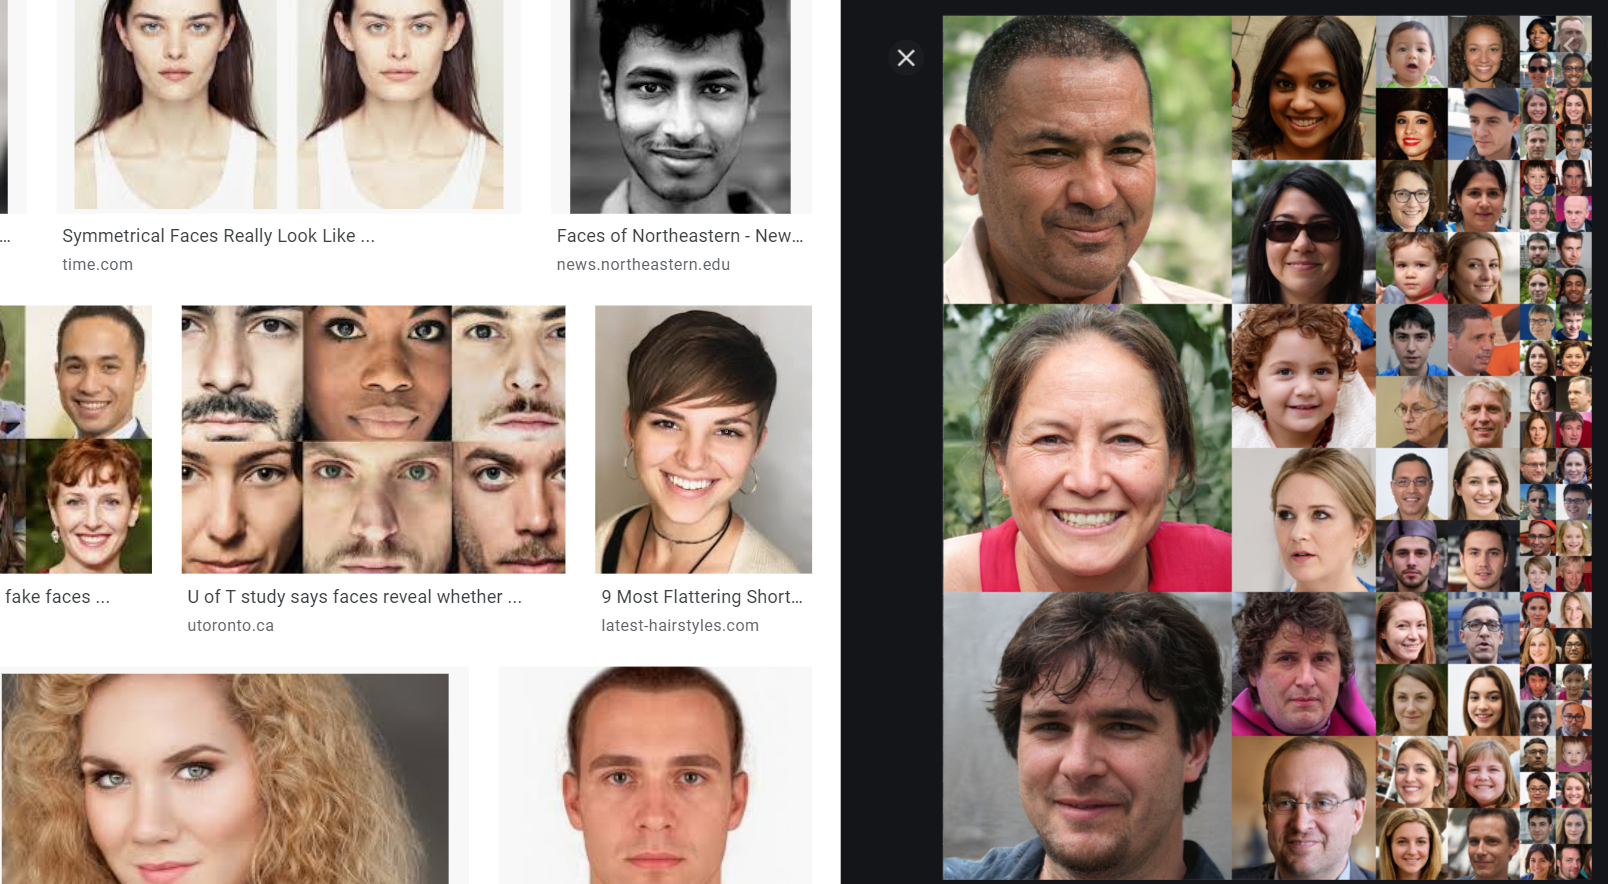 ...
Symmetrical Faces Really Look Like ...
time.com
Faces of Northeastern - New...
news.northeastern.edu
fake faces ...
U of T study says faces reveal whether ...
utoronto.ca
9 Most Flattering Short...
latest-hairstyles.com